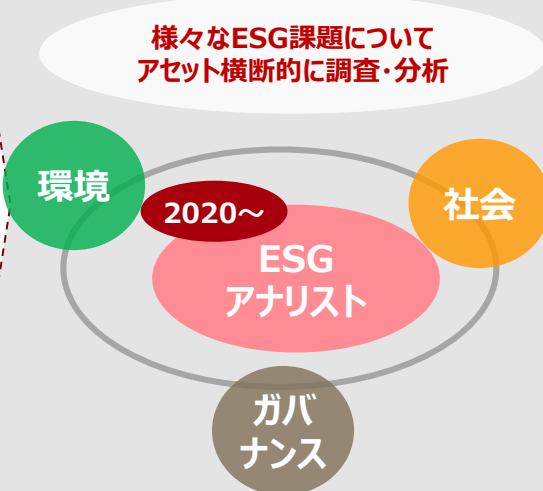 様々なESG課題について
アセット横断的に調査・分析
環境
2020～
社会
ESG
アナリスト
ガバ
ナンス